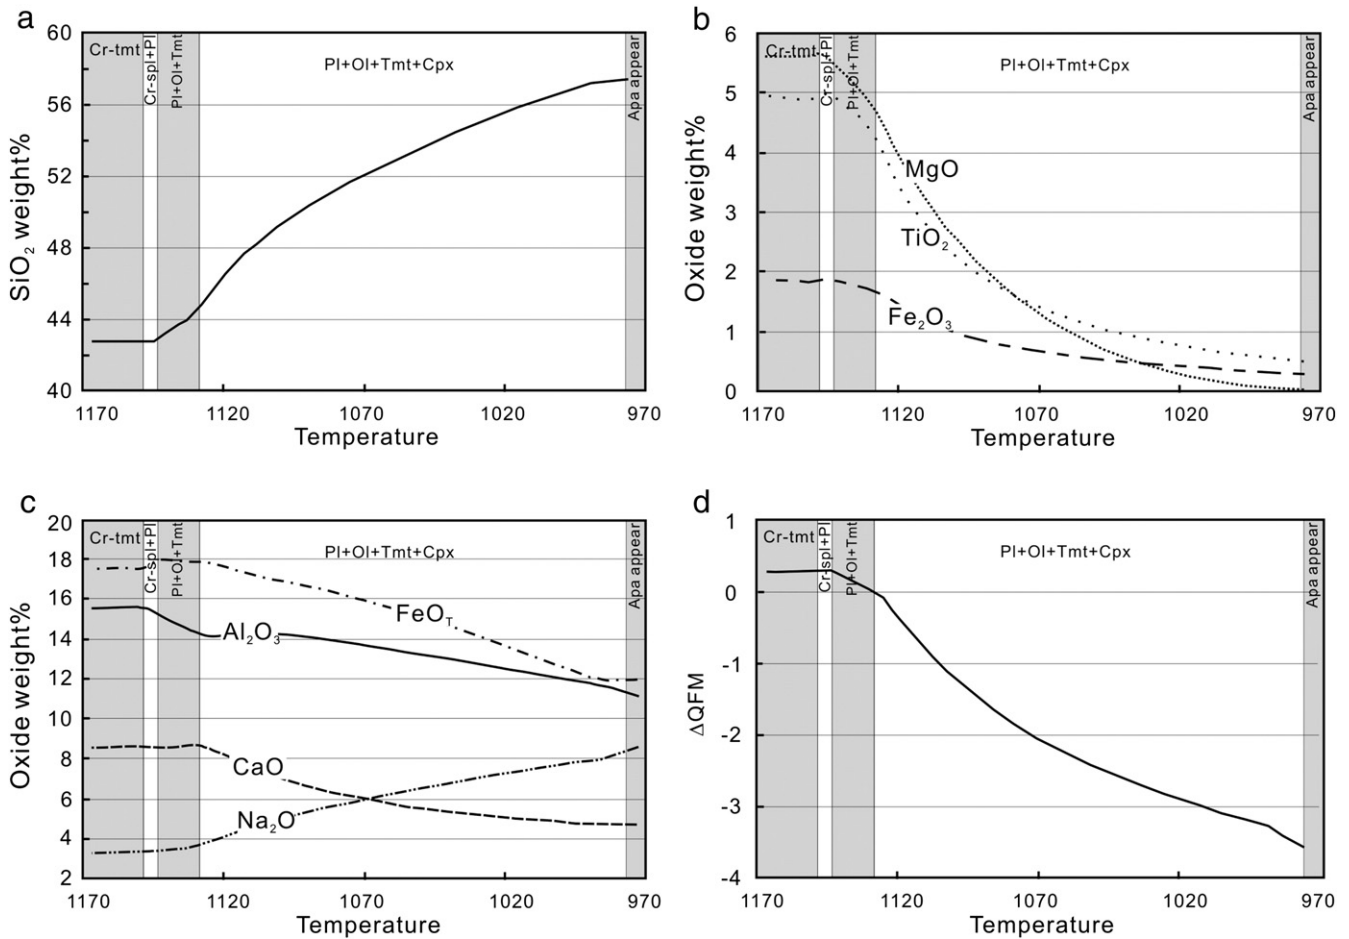 a
60
56
52
48
44
40
SiO2 weight%
Cr-tmt
Cr-spl+Pl
Pl+Ol+Tmt
Pl+Ol+Tmt+Cpx
Apa appear
1170 1120 1070 1020 970
Temperature
b
6
5
4
3
2
1
0
Oxide weight%
Cr-tmt
Cr-spl+Pl
Pl+Ol+Tmt
Pl+Ol+Tmt+Cpx
Apa appear
MgO
TiO2
Fe2O3
1170 1120 1070 1020 970
Temperature
c
20
18
16
14
12
10
8
6
4
2
Oxide weight%
Cr-tmt
Cr-spl+Pl
Pl+Ol+Tmt
Pl+Ol+Tmt+Cpx
Apa appear
FeOT
Al2O3
CaO
Na2O
1170 1120 1070 1020 970
Temperature
d
1
0
-1
-2
-3
-4
ΔQFM
Cr-tmt
Cr-spl+Pl
Pl+Ol+Tmt
Pl+Ol+Tmt+Cpx
Apa appear
1170 1120 1070 1020 970
Temperature